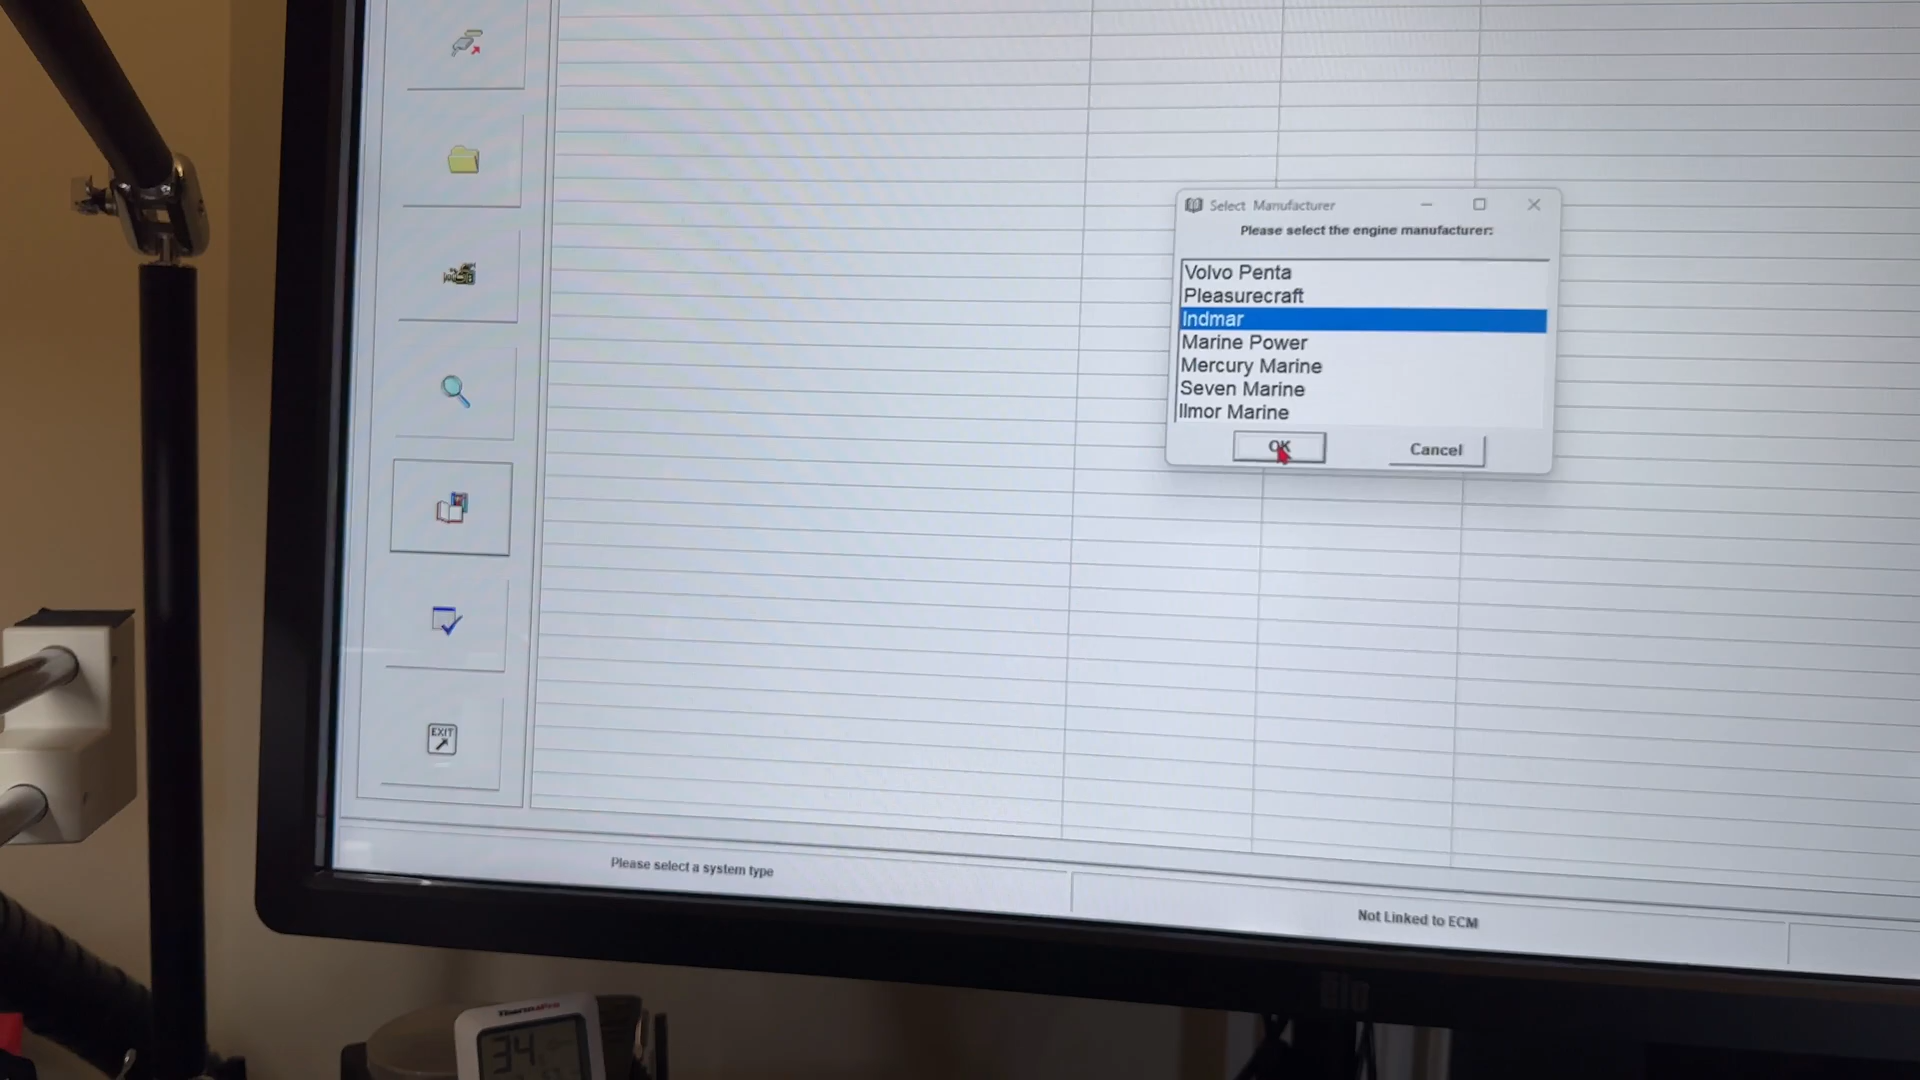 Select Manufacturer
Please select the engine manufacturer:
Volvo Penta
Pleasurecraft
Indmar
Marine Power
Mercury Marine
Seven Marine
Ilmor Marine
OK
Cancel
EXIT
Please select a system type
Not Linked to ECM
ThermoPro
34